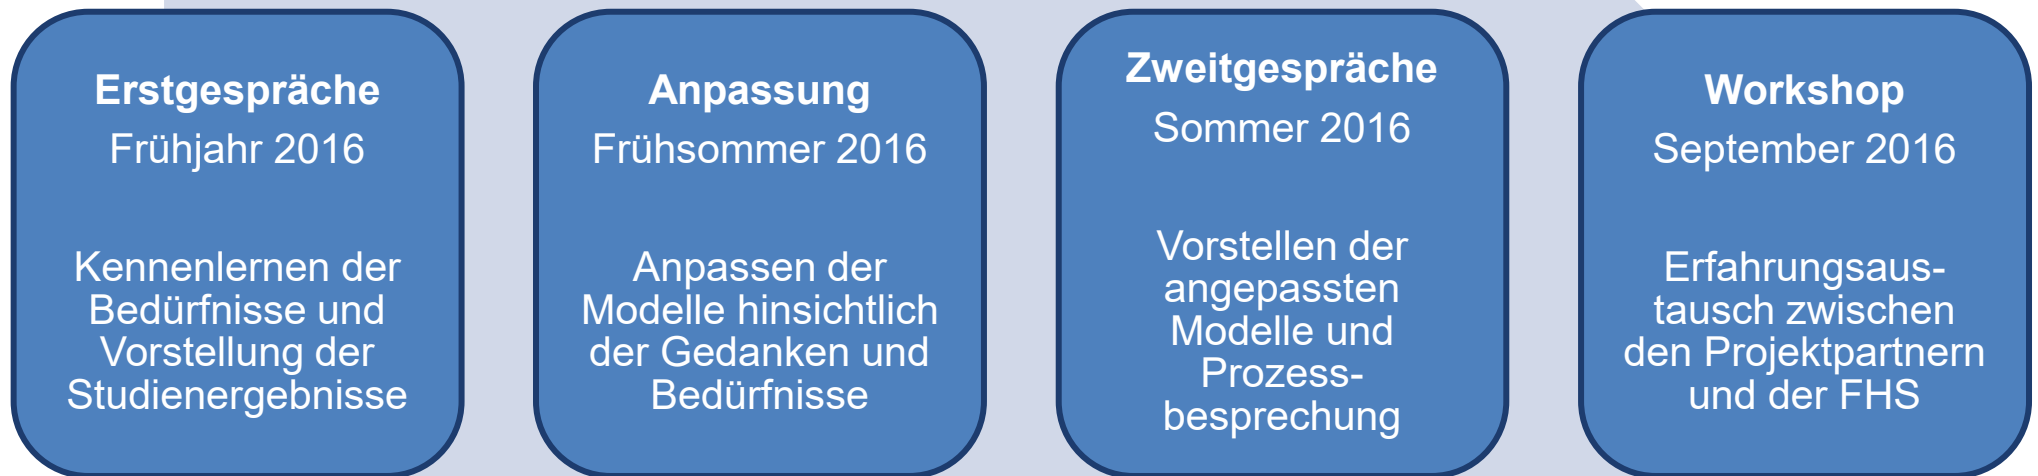 Erstgespräche
Frühjahr 2016
Kennenlernen der
Bedürfnisse und
Vorstellung der
Studienergebnisse
Anpassung
Frühsommer 2016
Anpassen der
Modelle hinsichtlich
der Gedanken und
Bedürfnisse
Zweitgespräche
Sommer 2016
Vorstellen der
angepassten
Modelle und
Prozess-
besprechung
Workshop
September 2016
Erfahrungsaus-
tausch zwischen
den Projektpartnern
und der FHS